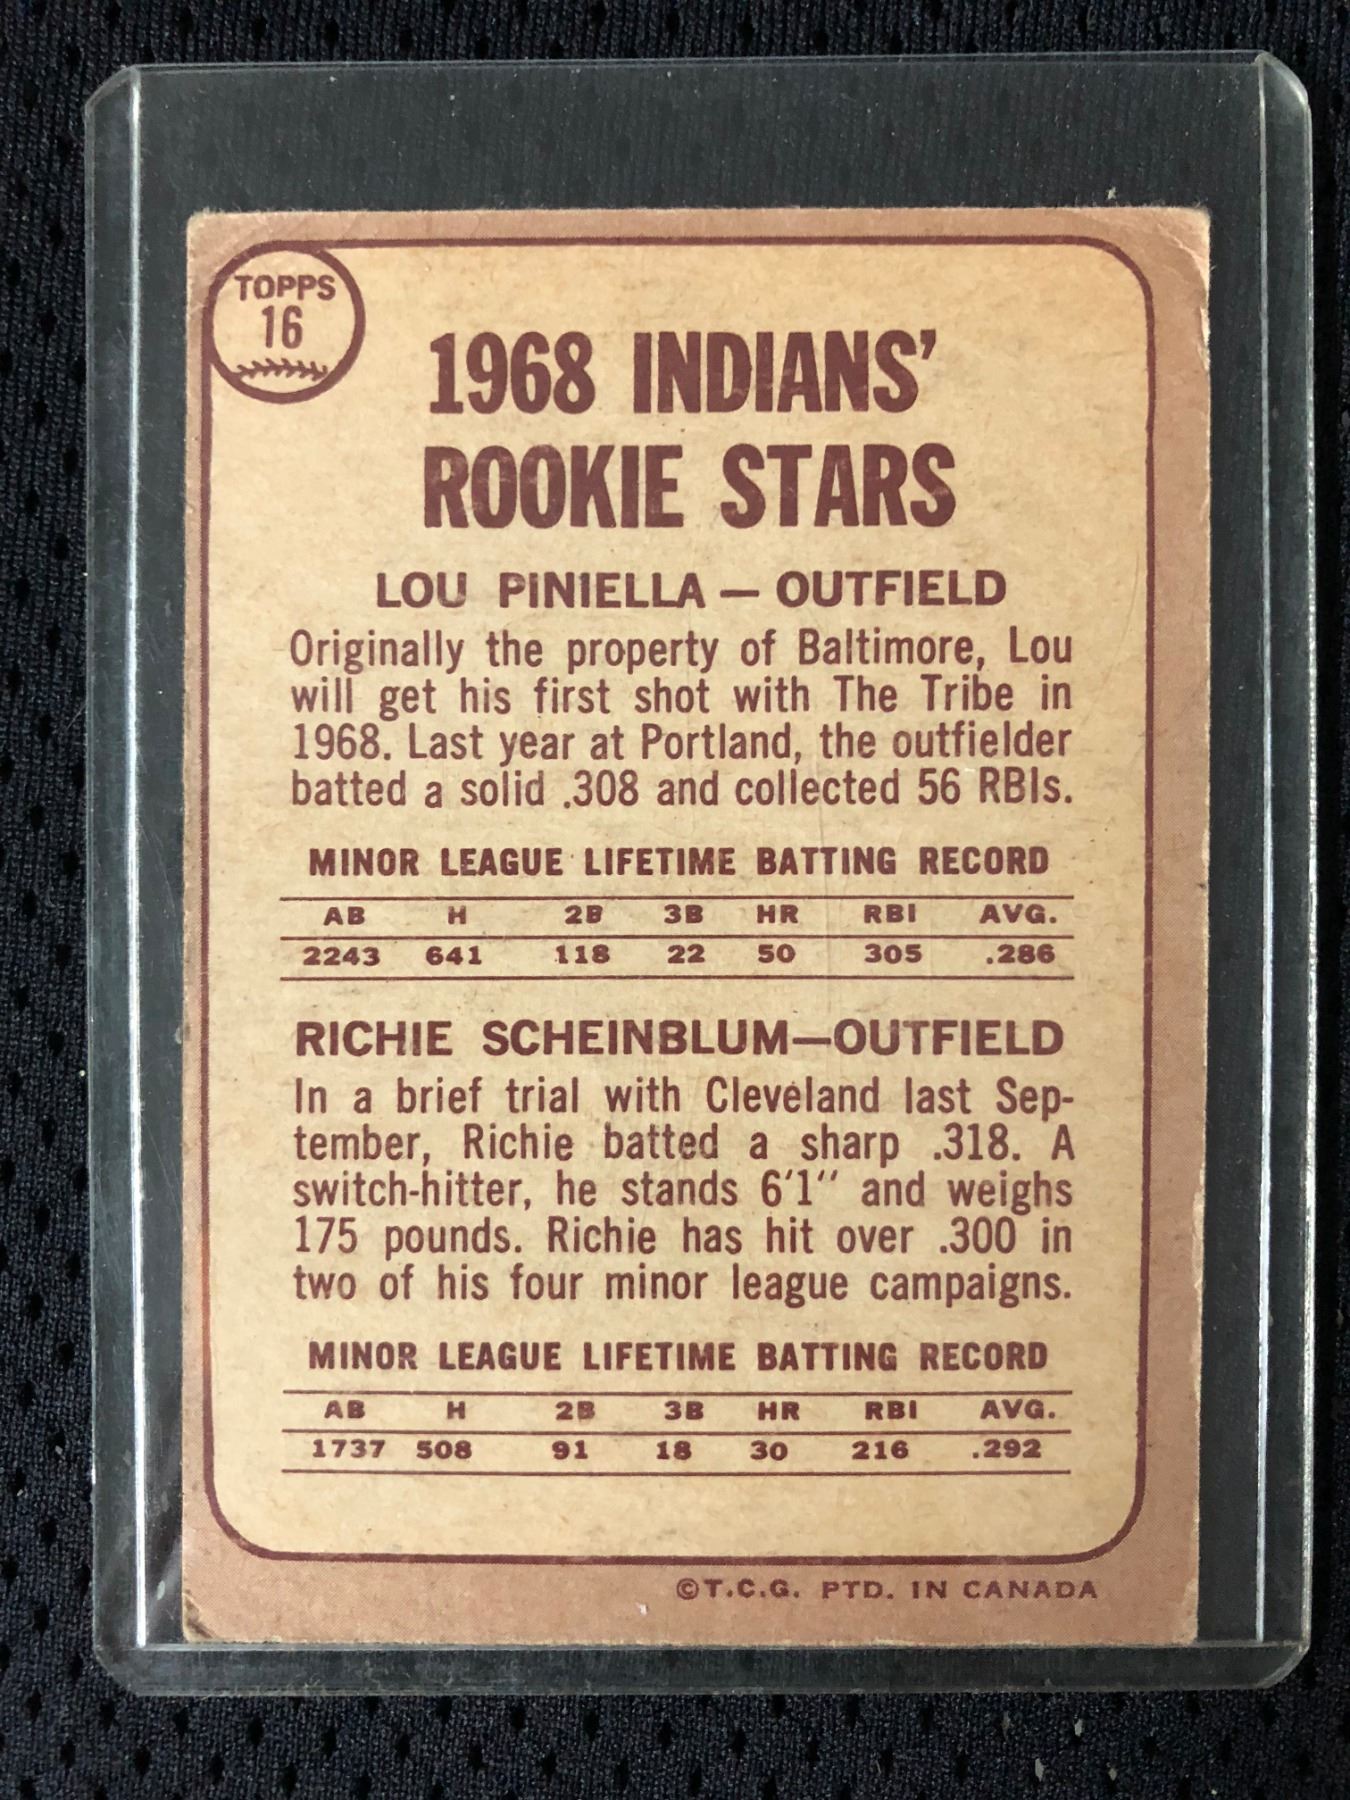 TOPPS
16
1968 INDIANS'
ROOKIE STARS
LOU PINIELLA — OUTFIELD
Originally the property of Baltimore, Lou
will get his first shot with The Tribe in
1968. Last year at Portland, the outfielder
batted a solid .308 and collected 56 RBIs.
MINOR LEAGUE LIFETIME BATTING RECORD
AB H 2B 3B HR RBI AVG.
2243 641 118 22 50 305 .286
RICHIE SCHEINBLUM—OUTFIELD
In a brief trial with Cleveland last Sep-
tember, Richie batted a sharp .318. A
switch-hitter, he stands 6'1" and weighs
175 pounds. Richie has hit over .300 in
two of his four minor league campaigns.
MINOR LEAGUE LIFETIME BATTING RECORD
AB H 2B 3B HR RBI AVG.
1737 508 91 18 30 216 .292
©T.C.G. PTD. IN CANADA